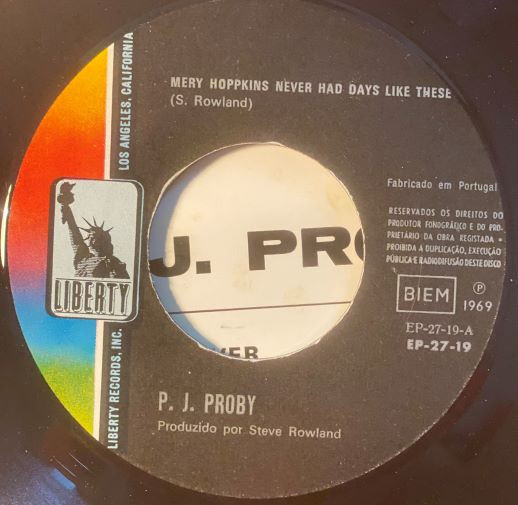 MERY HOPPKINS NEVER HAD DAYS LIKE THESE
(S. Rowland)
LOS ANGELES, CALIFORNIA
LIBERTY
LIBERTY RECORDS, INC.
Fabricado em Portugal
RESERVADOS OS DIREITOS DO
PRODUTOR FONOGRÁFICO E DO PRO-
PRIETÁRIO DA OBRA REGISTADA •
PROIBIDA A DUPLICAÇÃO, EXECUÇÃO
PÚBLICA E RADIODIFUSÃO DESTE DISCO
BIEM
Ⓟ
1969
EP-27-19-A
EP-27-19
J. PRO
VER
P. J. PROBY
Produzido por Steve Rowland